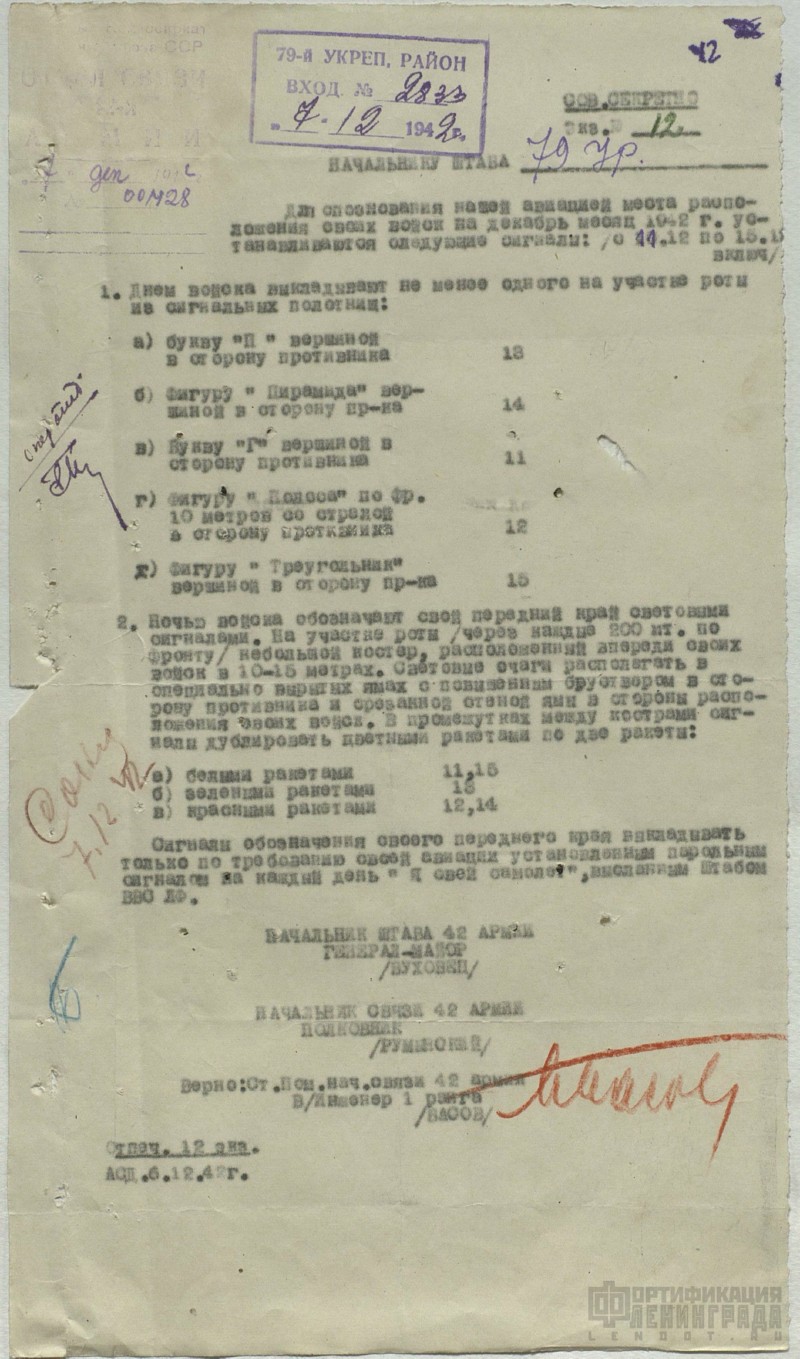 42
79-й УКРЕП. РАЙОН
ВХОД. № 2833
"7" 12 1942г.
СОВ.СЕКРЕТНО
экз.№ 12
НАЧАЛЬНИКУ ШТАБА 79 УР.
7 дек
00428
Для опознования нашей авиацией места распо-
ложения своих войск на декабрь месяц 1942 г. ус-
танавливаются следующие сигналы: /с 11.12 по 15.1
включ/
1. Днем войска выкладывают не менее одного на участке роты
из сигнальных полотнищ:
а) букву "П " вершиной
в сторону противника 13
б) Фигуру " Пирамида" вер-
шиной в сторону пр-ка 14
в) Букву "Г" вершиной в
сторону противника 11
г) Фигуру " Колоса" по фр.
10 метров со стрелой
в сторону противника 12
д) Фигуру " Треугольник"
вершиной в сторону пр-ка 15
2. Ночью войска обозначают свой передний край световыми
сигналами. На участке роты /через каждые 200 мт. по
фронту/ небольшой костер, расположенный впереди своих
войск в 10-15 метрах. Световые очаги располагать в
специально вырытых ямах с повышенным бруствером в сто-
рону противника и срезанной стеной ямы в стороны распо-
ложения своих войск. В промежутках между кострами сиг-
налы дублировать цветными ракетами по две ракеты:
7.12 42
а) белыми ракетами 11,15
б) зелеными ракетами 13
в) красными ракетами 12,14
Сигналы обозначения своего переднего края выкладывать
только по требованию своей авиации установленным парольным
сигналом на каждый день " Я свой самолет",высланным Штабом
ВВС ЛФ.
НАЧАЛЬНИК ШТАБА 42 АРМИИ
ГЕНЕРАЛ-МАЙОР
/БУХОВЕЦ/
НАЧАЛЬНИК СВЯЗИ 42 АРМИИ
ПОЛКОВНИК
/РУМИНСКИЙ/
Верно:Ст.Пом.нач.связи 42 армии
В/Инженер 1 ранга
/БАСОВ/
Отпеч. 12 экз.
АСД.6.12.42г.
ФОРТИФИКАЦИЯ
ЛЕНИНГРАДА
LENDOT.RU